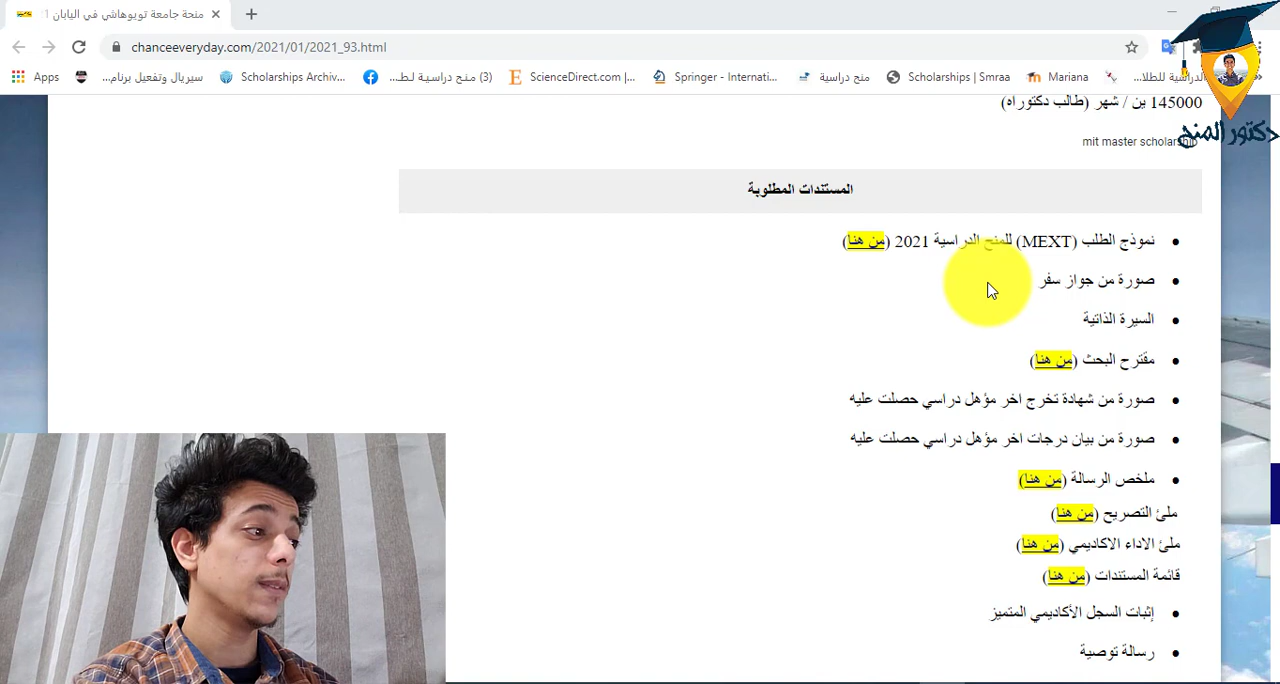 منحة جامعة تويوهاشي في اليابان
chanceeveryday.com/2021/01/2021_93.html
Apps
سيريال وتفعيل برنام...
Scholarships Archiv...
(3) منح دراسية لط...
ScienceDirect.com |...
Springer - Internati...
منح دراسية
Scholarships | Smraa
Mariana
الدراسية للطلا...
دكتور المنح
145000 ين / شهر (طالب دكتوراه)
mit master scholarship
المستندات المطلوبة
نموذج الطلب (MEXT) للمنح الدراسية 2021 (من هنا)
صورة من جواز سفر
السيرة الذاتية
مقترح البحث (من هنا)
صورة من شهادة تخرج اخر مؤهل دراسي حصلت عليه
صورة من بيان درجات اخر مؤهل دراسي حصلت عليه
ملخص الرسالة (من هنا)
ملئ التصريح (من هنا)
ملئ الاداء الاكاديمي (من هنا)
قائمة المستندات (من هنا)
إثبات السجل الأكاديمي المتميز
رسالة توصية